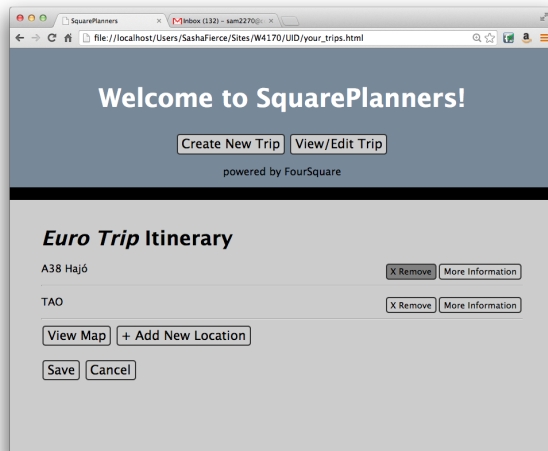 SquarePlanners
Inbox (132) – sam2270@
file://localhost/Users/SashaFierce/Sites/W4170/UID/your_trips.html
Welcome to SquarePlanners!
Create New Trip View/Edit Trip
powered by FourSquare
Euro Trip Itinerary
A38 Hajó X Remove More Information
TAO X Remove More Information
View Map + Add New Location
Save Cancel